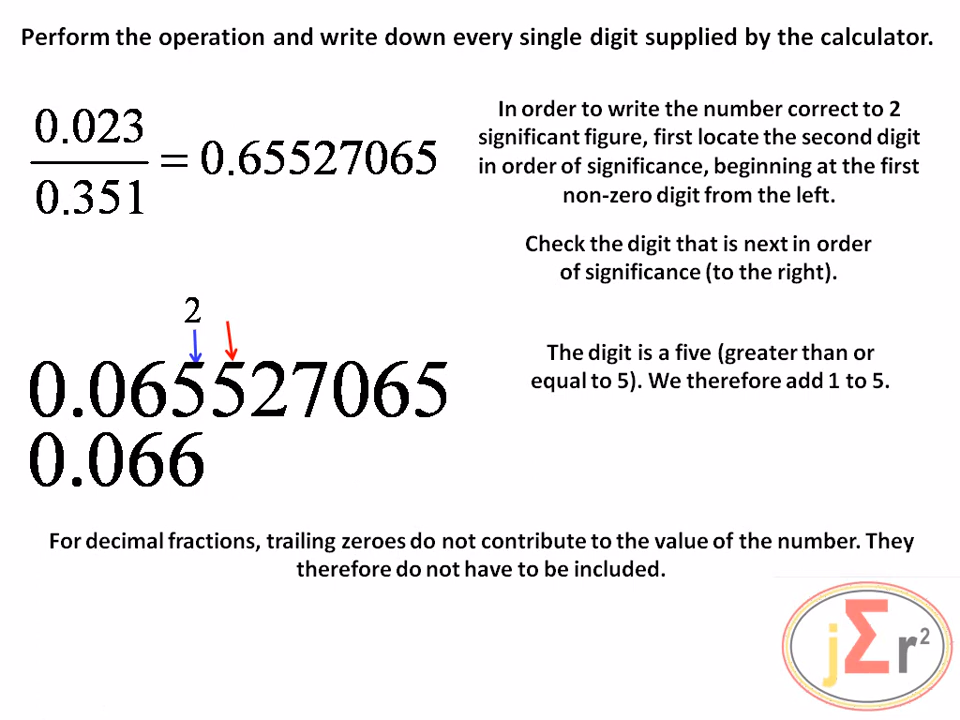 Perform the operation and write down every single digit supplied by the calculator.
0.023
0.351
= 0.65527065
In order to write the number correct to 2
significant figure, first locate the second digit
in order of significance, beginning at the first
non-zero digit from the left.
Check the digit that is next in order
of significance (to the right).
2
0.065527065
0.066
The digit is a five (greater than or
equal to 5). We therefore add 1 to 5.
For decimal fractions, trailing zeroes do not contribute to the value of the number. They
therefore do not have to be included.
jΣr²